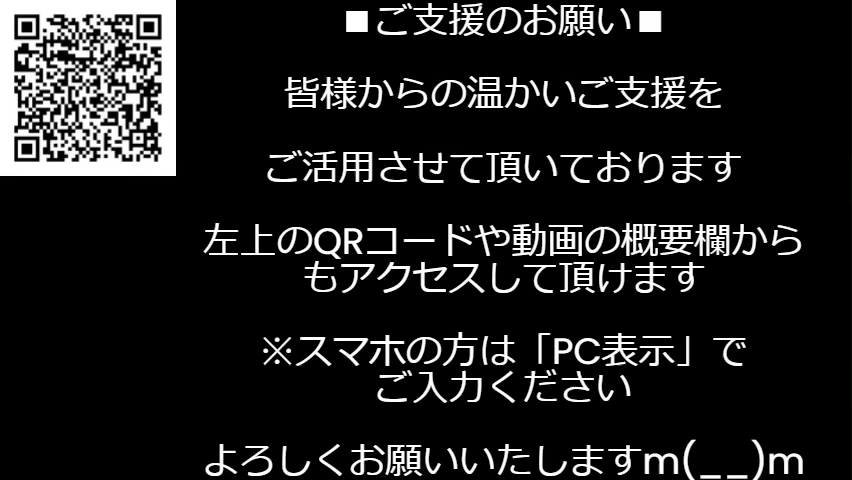 ■ご支援のお願い■
皆様からの温かいご支援を
ご活用させて頂いております
左上のQRコードや動画の概要欄から
もアクセスして頂けます
※スマホの方は「PC表示」で
ご入力ください
よろしくお願いいたしますm(__)m